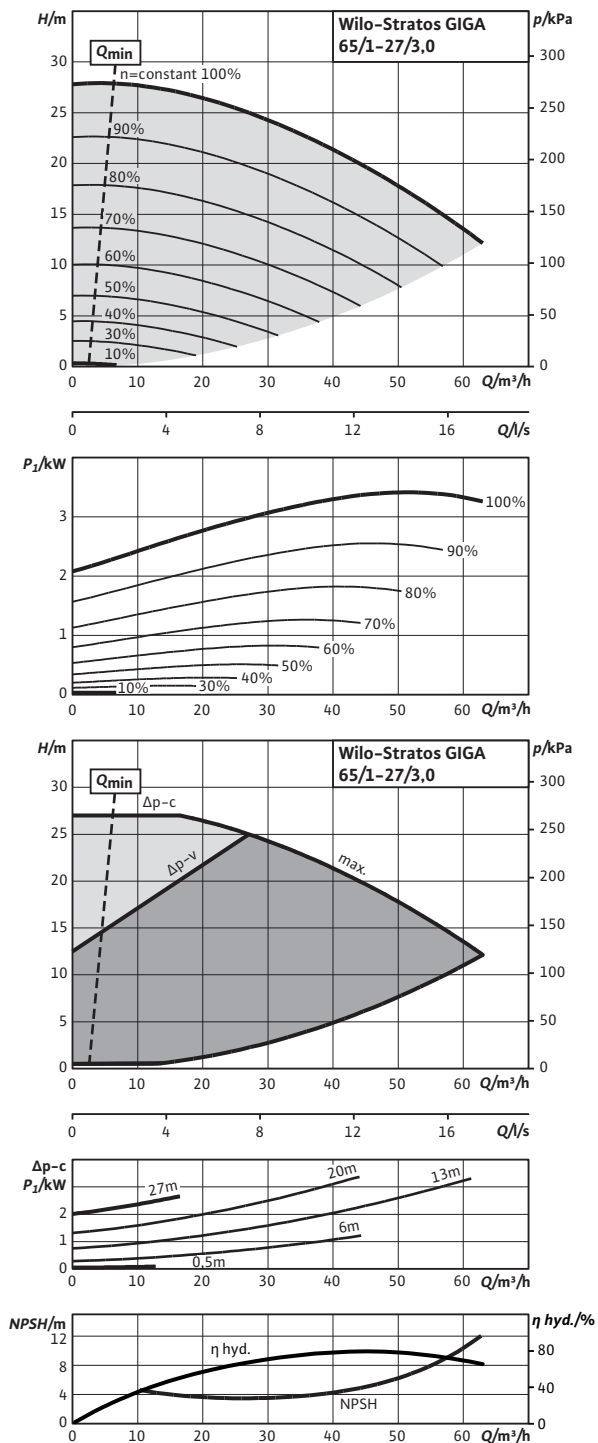 H/m
Wilo-Stratos GIGA
65/1-27/3,0
p/kPa
Qmin
n=constant 100%
90%
80%
70%
60%
50%
40%
30%
10%
30
25
20
15
10
5
0
300
250
200
150
100
50
0
0 10 20 30 40 50 60 Q/m³/h
0 4 8 12 16 Q/l/s
P1/kW
3
2
1
0
100%
90%
80%
70%
60%
50%
40%
10% 30%
0 10 20 30 40 50 60 Q/m³/h
H/m
Wilo-Stratos GIGA
65/1-27/3,0
p/kPa
Qmin
Δp-c
Δp-v
max.
30
25
20
15
10
5
0
300
250
200
150
100
50
0
0 10 20 30 40 50 60 Q/m³/h
0 4 8 12 16 Q/l/s
Δp-c
P1/kW
2
1
0
27m
20m
13m
6m
0,5m
0 10 20 30 40 50 60 Q/m³/h
NPSH/m
η hyd./%
12
8
4
0
η hyd.
NPSH
80
40
0
0 10 20 30 40 50 60 Q/m³/h